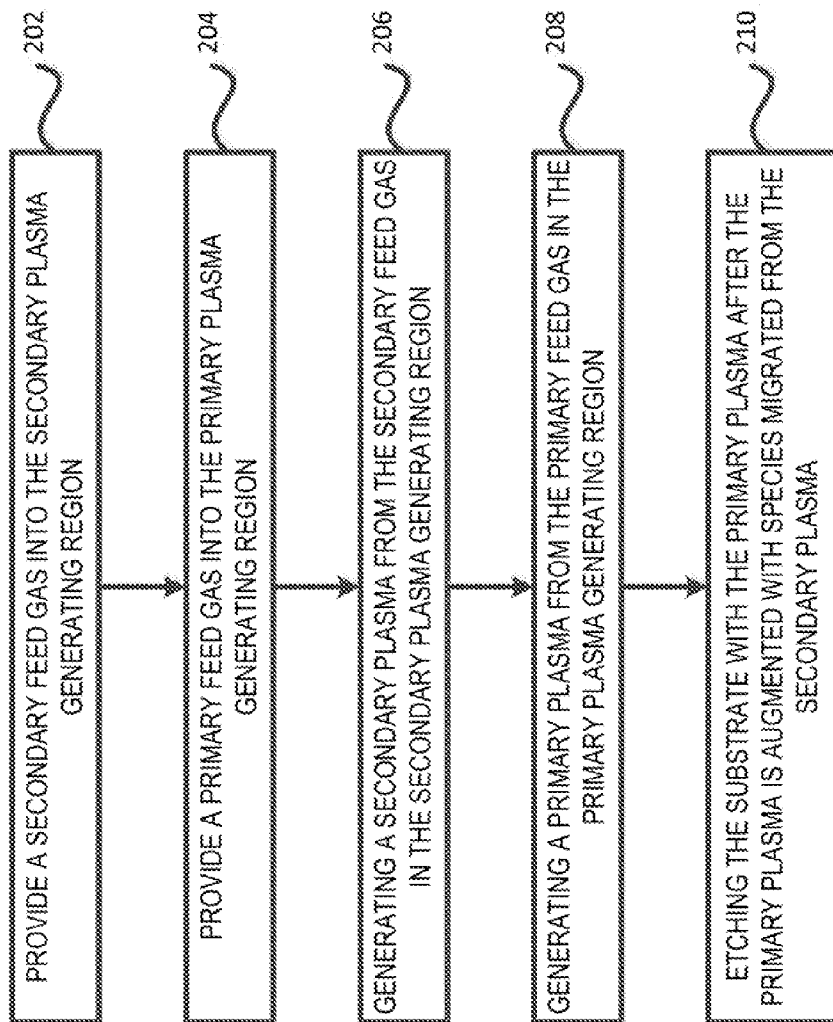 PROVIDE A SECONDARY FEED GAS INTO THE SECONDARY PLASMA
GENERATING REGION
202
PROVIDE A PRIMARY FEED GAS INTO THE PRIMARY PLASMA
GENERATING REGION
204
GENERATING A SECONDARY PLASMA FROM THE SECONDARY FEED GAS
IN THE SECONDARY PLASMA GENERATING REGION
206
GENERATING A PRIMARY PLASMA FROM THE PRIMARY FEED GAS IN THE
PRIMARY PLASMA GENERATING REGION
208
ETCHING THE SUBSTRATE WITH THE PRIMARY PLASMA AFTER THE
PRIMARY PLASMA IS AUGMENTED WITH SPECIES MIGRATED FROM THE
SECONDARY PLASMA
210